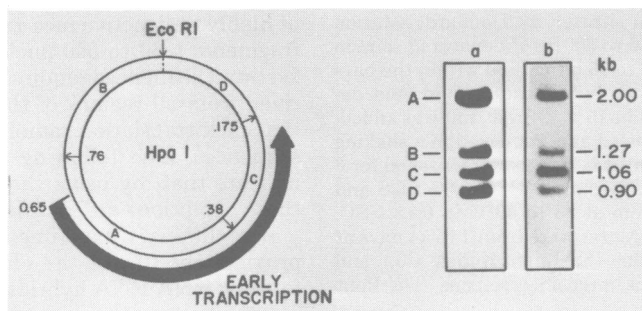 Eco RI
B
D
.175
.76
Hpa I
C
0.65
.38
A
EARLY
TRANSCRIPTION
a
b
kb
A
2.00
B
1.27
C
1.06
D
0.90